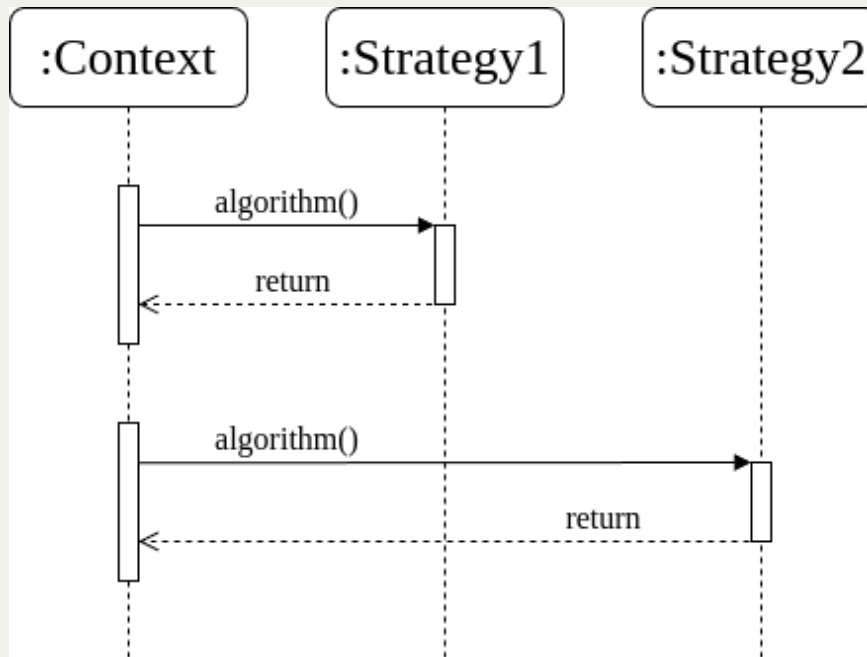 :Context
:Strategy1
:Strategy2
algorithm()
return
algorithm()
return